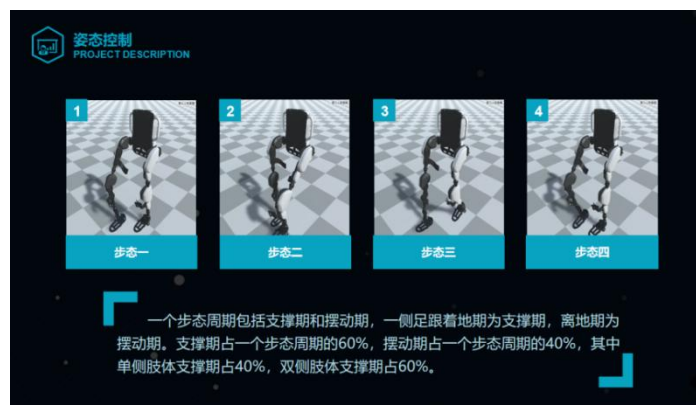 姿态控制
PROJECT DESCRIPTION
1
2
3
4
步态一
步态二
步态三
步态四
一个步态周期包括支撑期和摆动期，一侧足跟着地期为支撑期，离地期为
摆动期。支撑期占一个步态周期的60%，摆动期占一个步态周期的40%，其中
单侧肢体支撑期占40%，双侧肢体支撑期占60%。